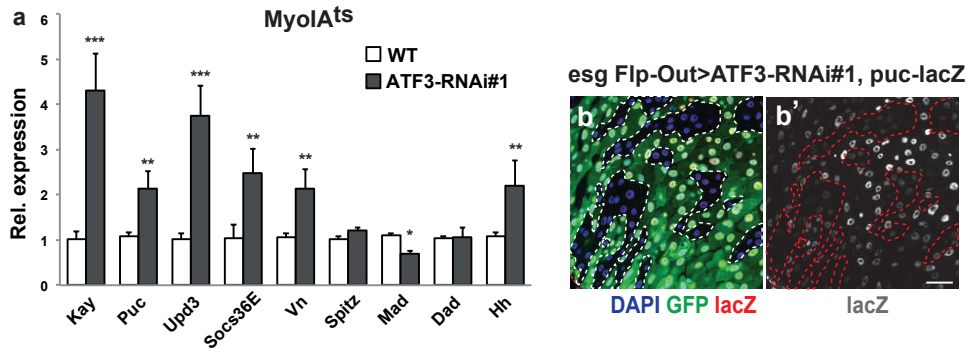 a
MyoIAts
WT
ATF3-RNAi#1
Rel. expression
6
5
4
3
2
1
0
***
**
***
**
**
*
**
Kay
Puc
Upd3
Socs36E
Vn
Spitz
Mad
Dad
Hh
esg Flp-Out>ATF3-RNAi#1, puc-lacZ
b
b'
DAPI GFP lacZ
lacZ